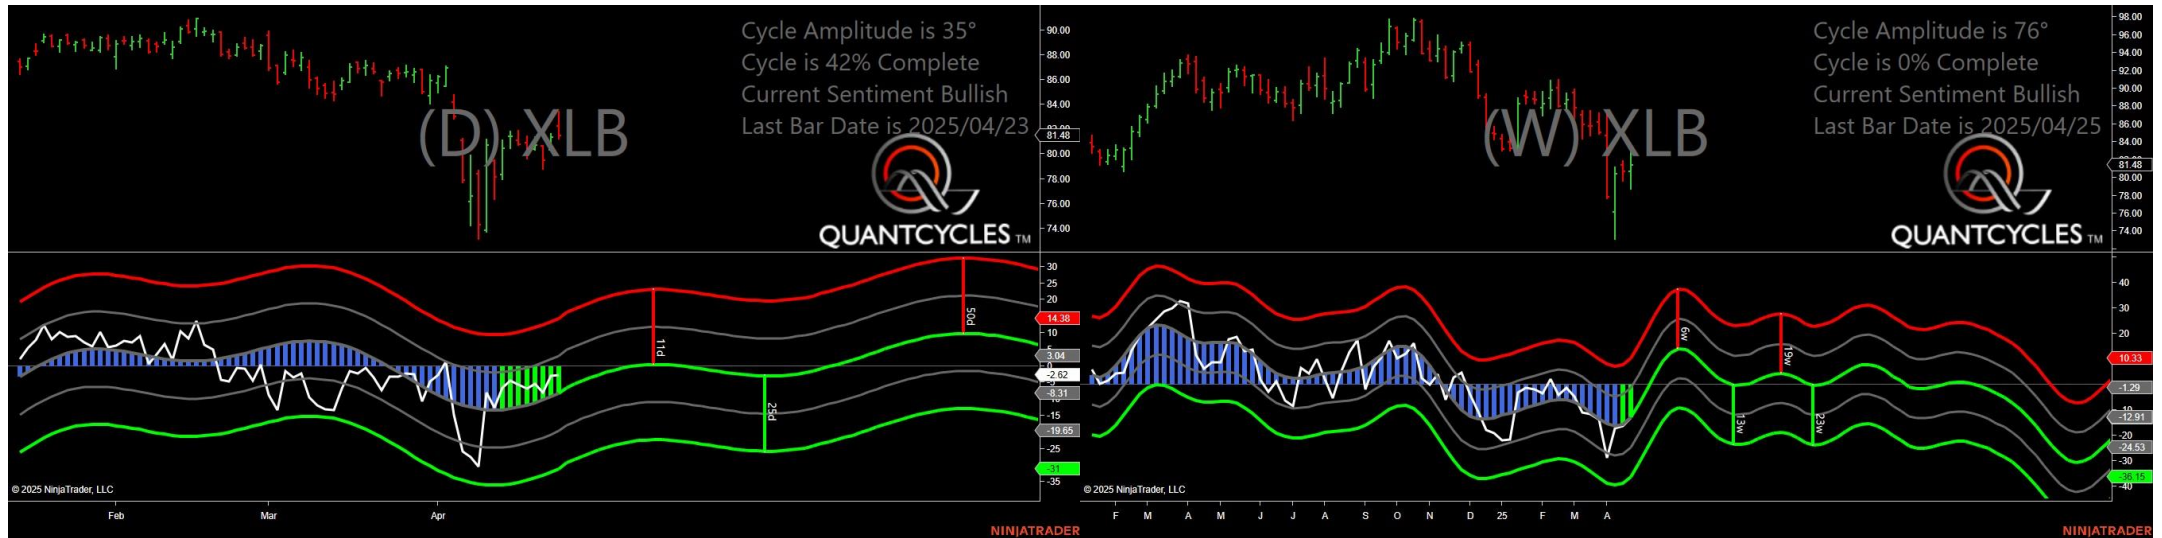 Cycle Amplitude is 35°
Cycle is 42% Complete
Current Sentiment Bullish
Last Bar Date is 2025/04/23
(D) XLB
QUANTCYCLES TM
90.00
88.00
86.00
84.00
81.48
80.00
78.00
76.00
74.00
11d
25d
50d
30
25
20
14.38
10
3.04
0
-2.62
-8.31
-15
-19.65
-25
-31
-35
© 2025 NinjaTrader, LLC
Feb
Mar
Apr
NINJATRADER
Cycle Amplitude is 76°
Cycle is 0% Complete
Current Sentiment Bullish
Last Bar Date is 2025/04/25
(W) XLB
QUANTCYCLES TM
98.00
96.00
94.00
92.00
90.00
88.00
86.00
84.00
81.48
80.00
78.00
76.00
74.00
6w
13w
19w
23w
40
30
20
10.33
-1.29
-12.91
-20
-24.53
-30
-36.15
-40
© 2025 NinjaTrader, LLC
F M A M J J A S O N D 25 F M A
NINJATRADER